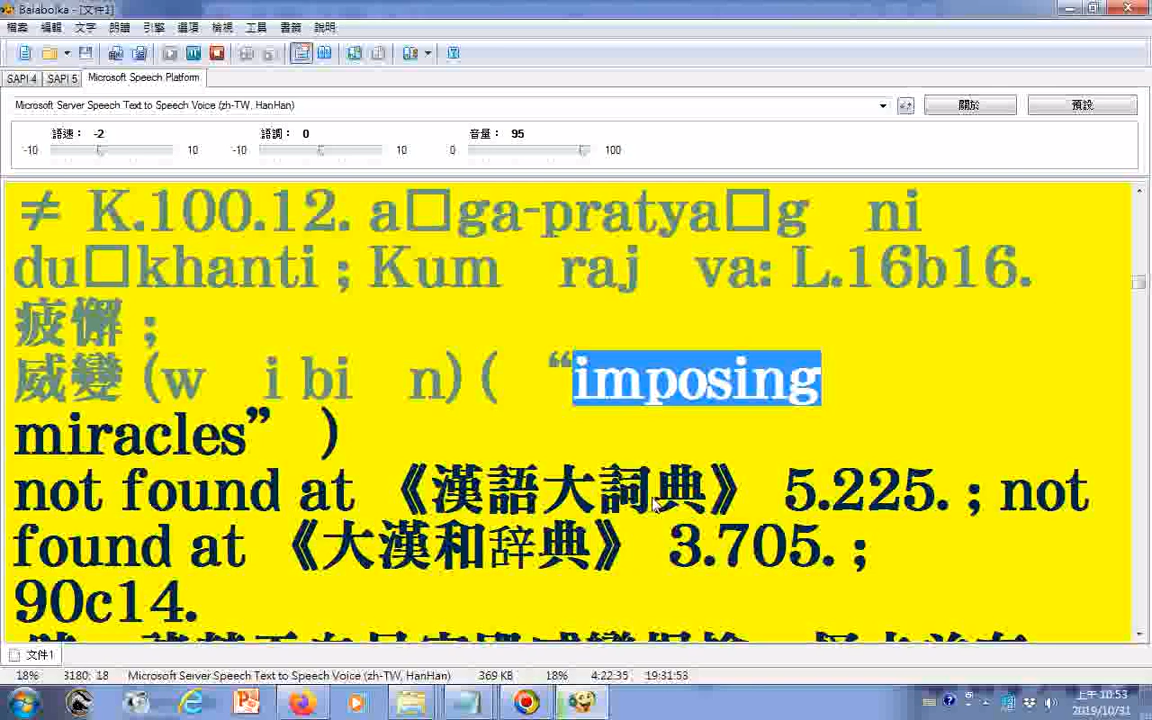 Balabolka - [文件1]
檔案 編輯 文字 朗讀 引擎 選項 檢視 工具 書籤 說明
SAPI 4 SAPI 5 Microsoft Speech Platform
Microsoft Server Speech Text to Speech Voice (zh-TW, HanHan) 關於 預設
語速： -2 語調： 0 音量： 95
-10 10 -10 10 0 100
≠ K.100.12. a□ga-pratya□g ni
du□khanti ; Kum raj va: L.16b16.
疲懈 ;
威變 (w i bi n) ( “imposing
miracles” )
not found at 《漢語大詞典》 5.225. ; not
found at 《大漢和辞典》 3.705. ;
90c14.
文件1
18% 3180; 18 Microsoft Server Speech Text to Speech Voice (zh-TW, HanHan) 369 KB 18% 4:22:35 19:31:53
上午 10:53
2019/10/31